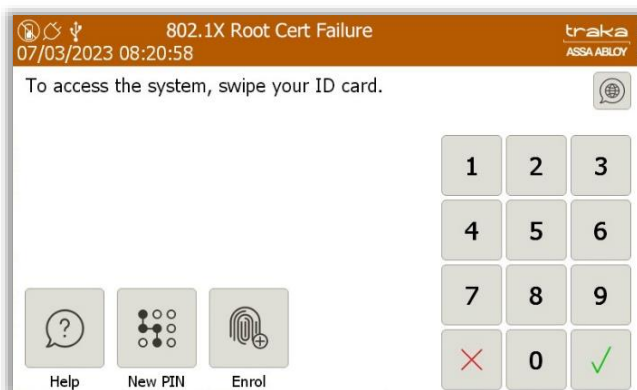 802.1X Root Cert Failure
traka
07/03/2023 08:20:58
ASSA ABLOY
To access the system, swipe your ID card.
1 2 3
4 5 6
7 8 9
?
0
Help New PIN Enrol